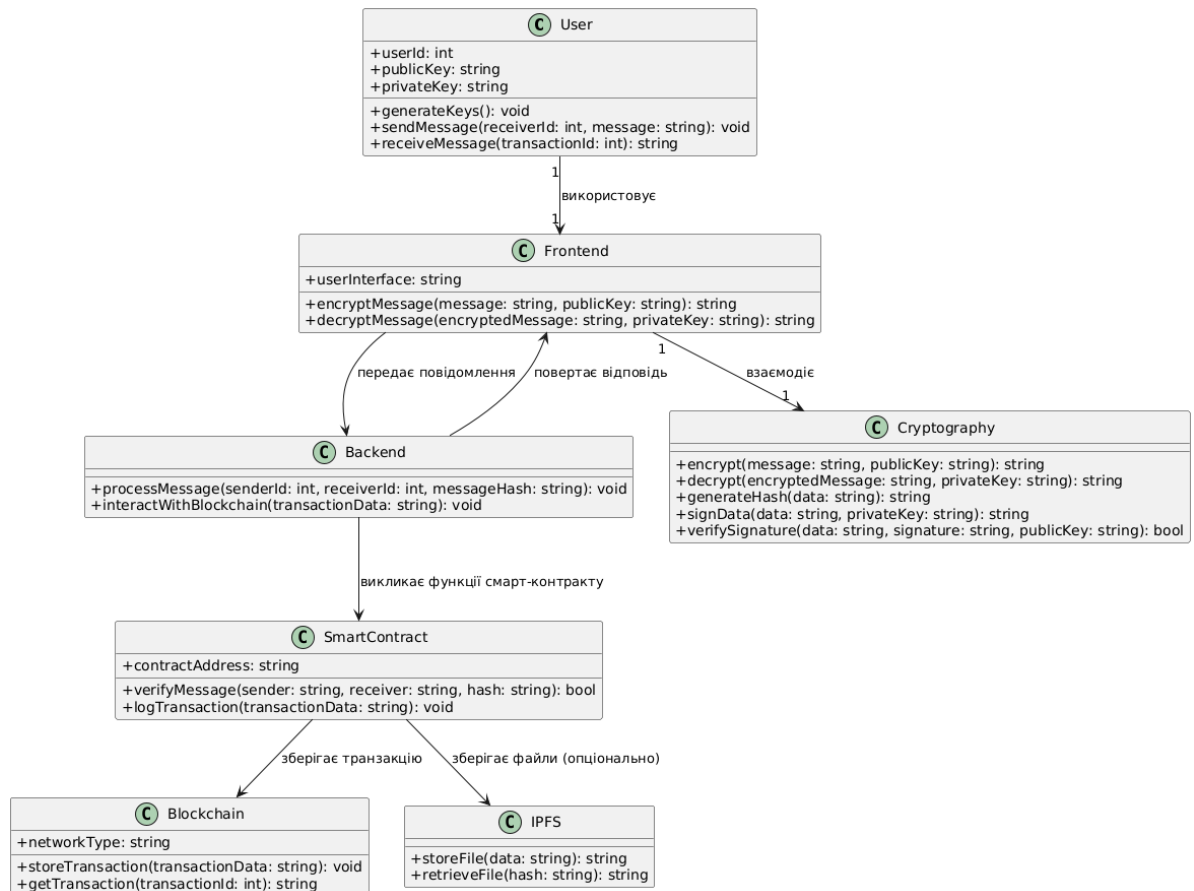 C User
+userId: int
+publicKey: string
+privateKey: string
+generateKeys(): void
+sendMessage(receiverId: int, message: string): void
+receiveMessage(transactionId: int): string
1
використовує
1
C Frontend
+userInterface: string
+encryptMessage(message: string, publicKey: string): string
+decryptMessage(encryptedMessage: string, privateKey: string): string
1
передає повідомлення
повертає відповідь
взаємодіє
1
C Cryptography
+encrypt(message: string, publicKey: string): string
+decrypt(encryptedMessage: string, privateKey: string): string
+generateHash(data: string): string
+signData(data: string, privateKey: string): string
+verifySignature(data: string, signature: string, publicKey: string): bool
C Backend
+processMessage(senderId: int, receiverId: int, messageHash: string): void
+interactWithBlockchain(transactionData: string): void
викликає функції смарт-контракту
C SmartContract
+contractAddress: string
+verifyMessage(sender: string, receiver: string, hash: string): bool
+logTransaction(transactionData: string): void
зберігає транзакцію
зберігає файли (опціонально)
C Blockchain
+networkType: string
+storeTransaction(transactionData: string): void
+getTransaction(transactionId: int): string
C IPFS
+storeFile(data: string): string
+retrieveFile(hash: string): string